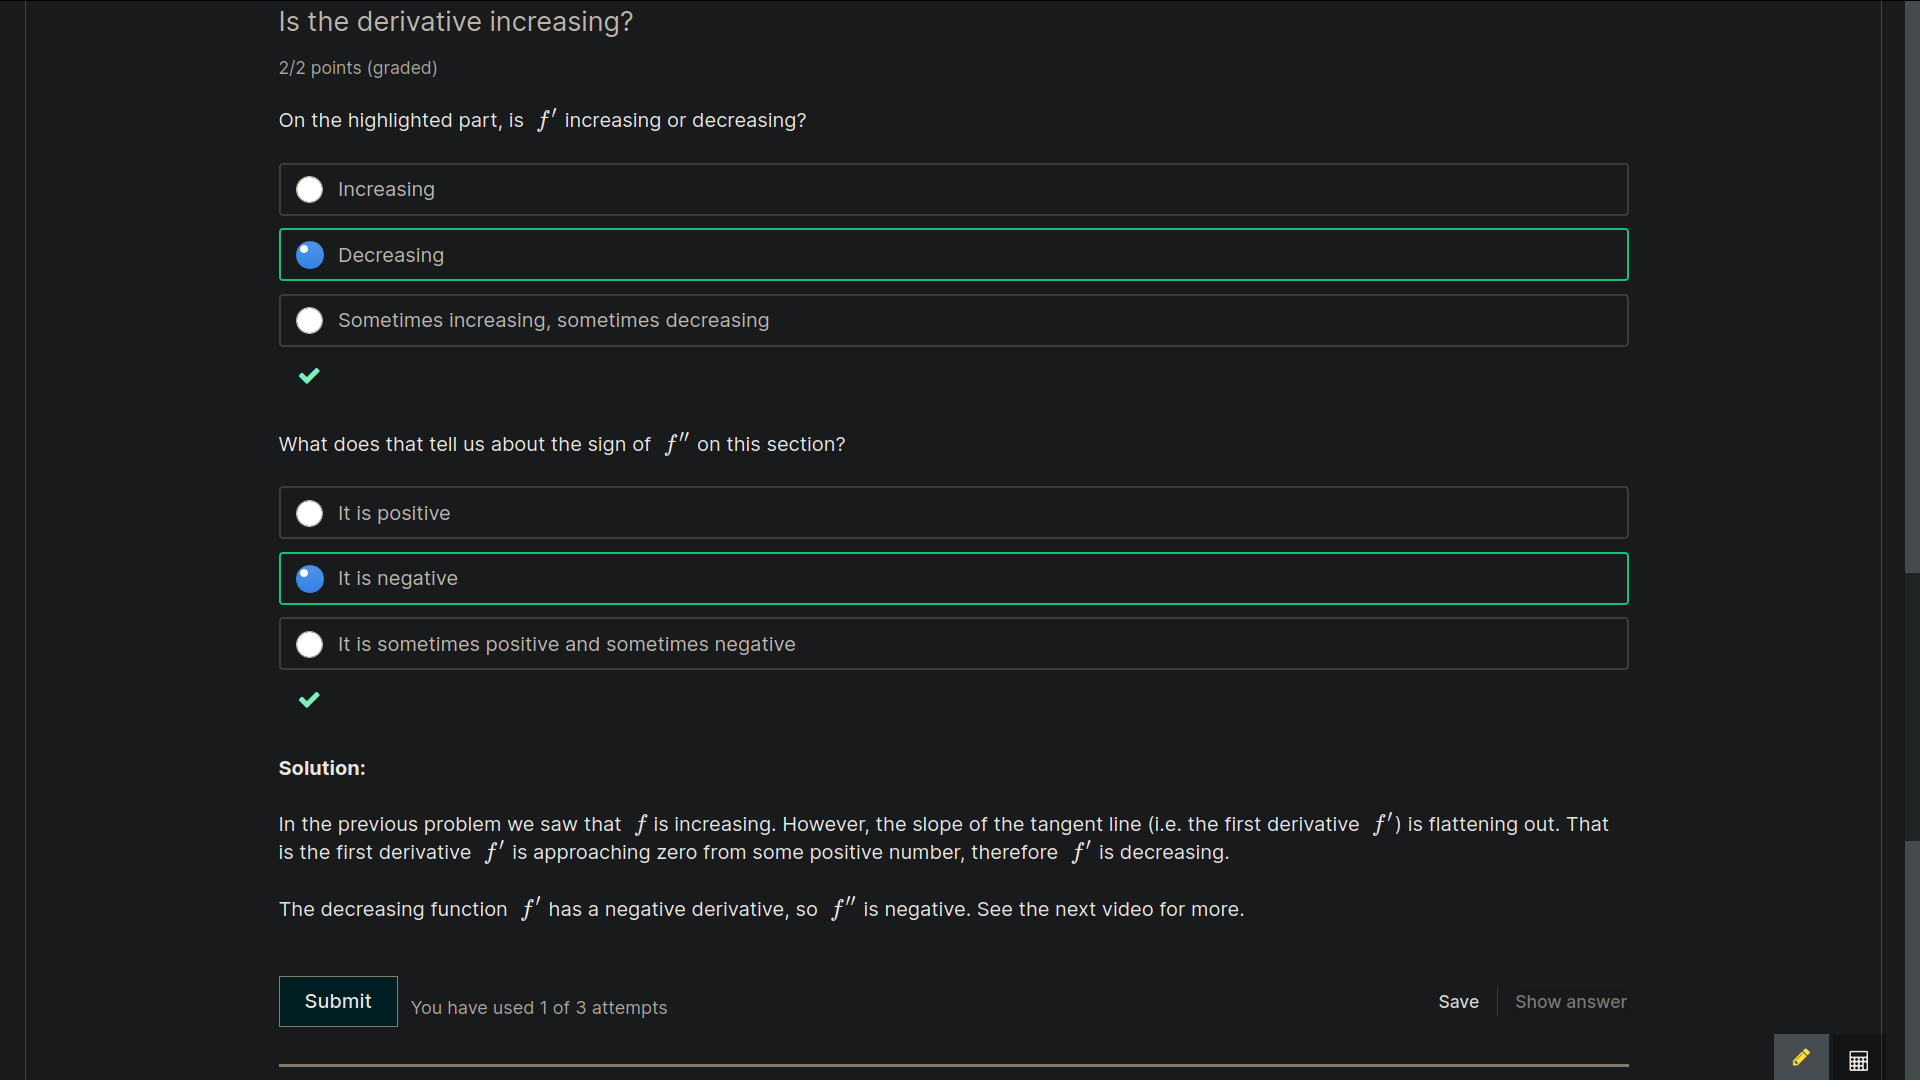 Is the derivative increasing?
2/2 points (graded)
On the highlighted part, is f′ increasing or decreasing?
Increasing
Decreasing
Sometimes increasing, sometimes decreasing
What does that tell us about the sign of f″ on this section?
It is positive
It is negative
It is sometimes positive and sometimes negative
Solution:
In the previous problem we saw that f is increasing. However, the slope of the tangent line (i.e. the first derivative f′) is flattening out. That
is the first derivative f′ is approaching zero from some positive number, therefore f′ is decreasing.
The decreasing function f′ has a negative derivative, so f″ is negative. See the next video for more.
Submit
You have used 1 of 3 attempts
Save
Show answer